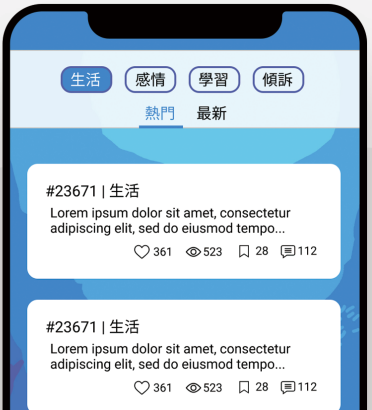 生活 感情 學習 傾訴
熱門 最新
#23671 | 生活
Lorem ipsum dolor sit amet, consectetur
adipiscing elit, sed do eiusmod tempo...
361 523 28 112
#23671 | 生活
Lorem ipsum dolor sit amet, consectetur
adipiscing elit, sed do eiusmod tempo...
361 523 28 112